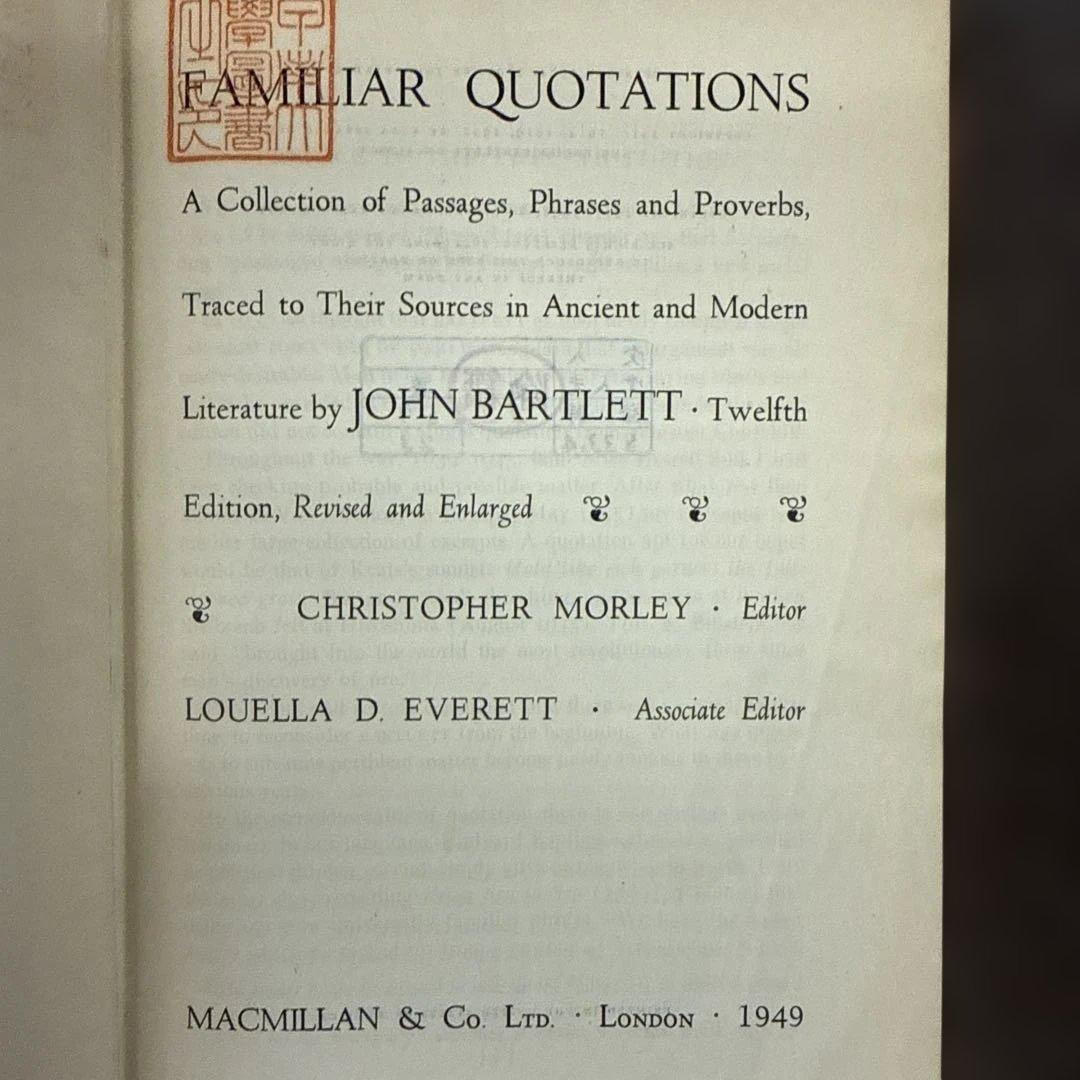 FAMILIAR QUOTATIONS
A Collection of Passages, Phrases and Proverbs,
Traced to Their Sources in Ancient and Modern
Literature by JOHN BARTLETT · Twelfth
Edition, Revised and Enlarged
CHRISTOPHER MORLEY · Editor
LOUELLA D. EVERETT · Associate Editor
MACMILLAN & Co. LTD. · LONDON · 1949